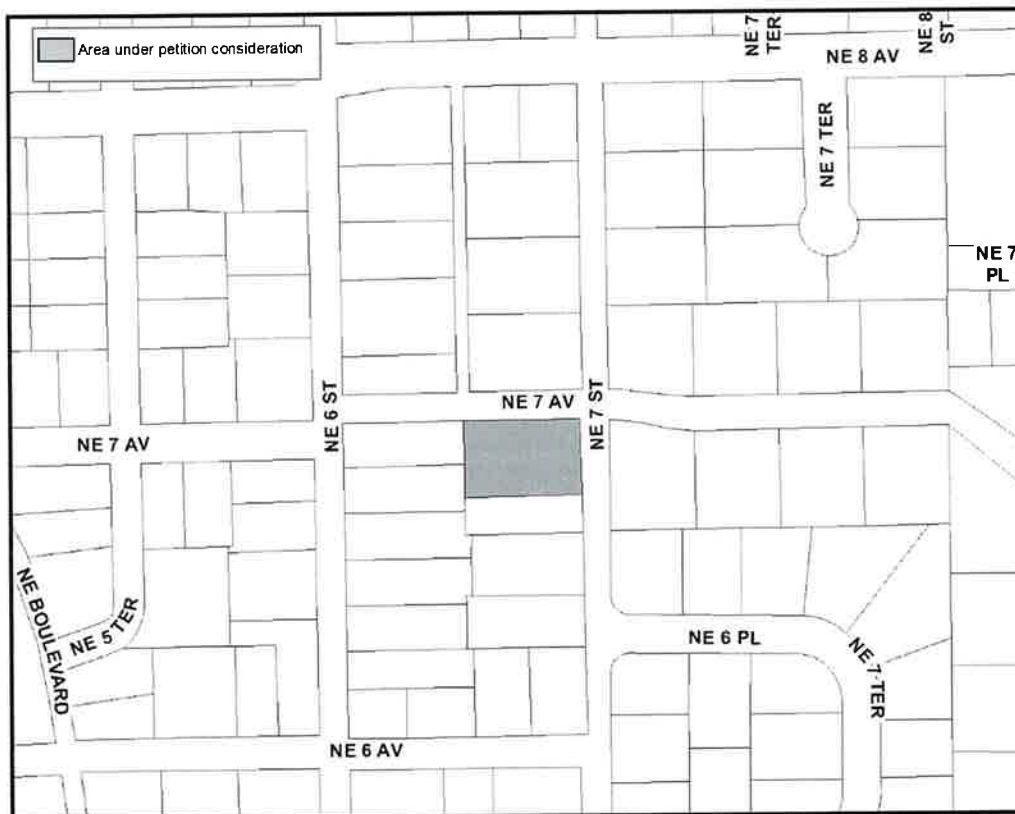 Area under petition consideration
NE 7
TER
NE 8
ST
NE 8 AV
NE 7 TER
NE 7
PL
NE 6 ST
NE 7 AV
NE 7 ST
NE 7 AV
NE BOULEVARD
NE 5 TER
NE 6 PL
NE 7 TER
NE 6 AV